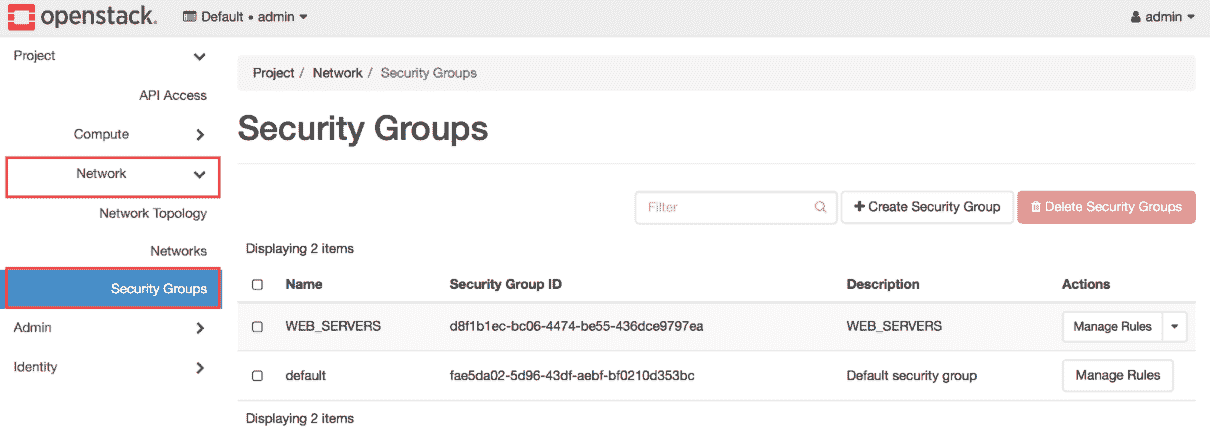 openstack. Default • admin admin
Project
API Access
Compute
Network
Network Topology
Networks
Security Groups
Admin
Identity
Project / Network / Security Groups
Security Groups
Filter + Create Security Group Delete Security Groups
Displaying 2 items
Name Security Group ID Description Actions
WEB_SERVERS d8f1b1ec-bc06-4474-be55-436dce9797ea WEB_SERVERS Manage Rules
default fae5da02-5d96-43df-aebf-bf0210d353bc Default security group Manage Rules
Displaying 2 items